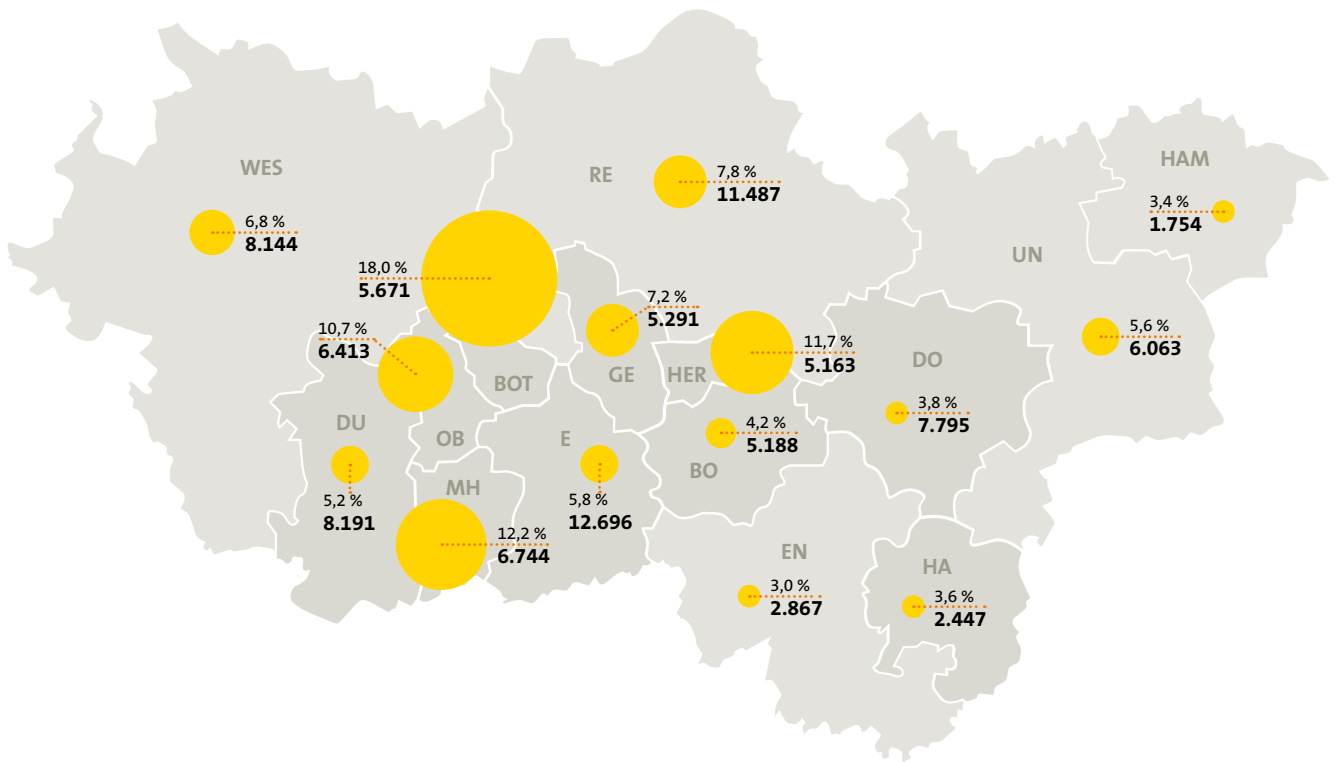 HAM
WES
RE
7,8 %
11.487
3,4 %
1.754
6,8 %
8.144
UN
18,0 %
5.671
7,2 %
5.291
10,7 %
6.413
5,6 %
6.063
11,7 %
5.163
DO
BOT
GE
HER
3,8 %
7.795
DU
OB
E
4,2 %
5.188
BO
MH
5,2 %
8.191
5,8 %
12.696
12,2 %
6.744
EN
HA
3,0 %
2.867
3,6 %
2.447